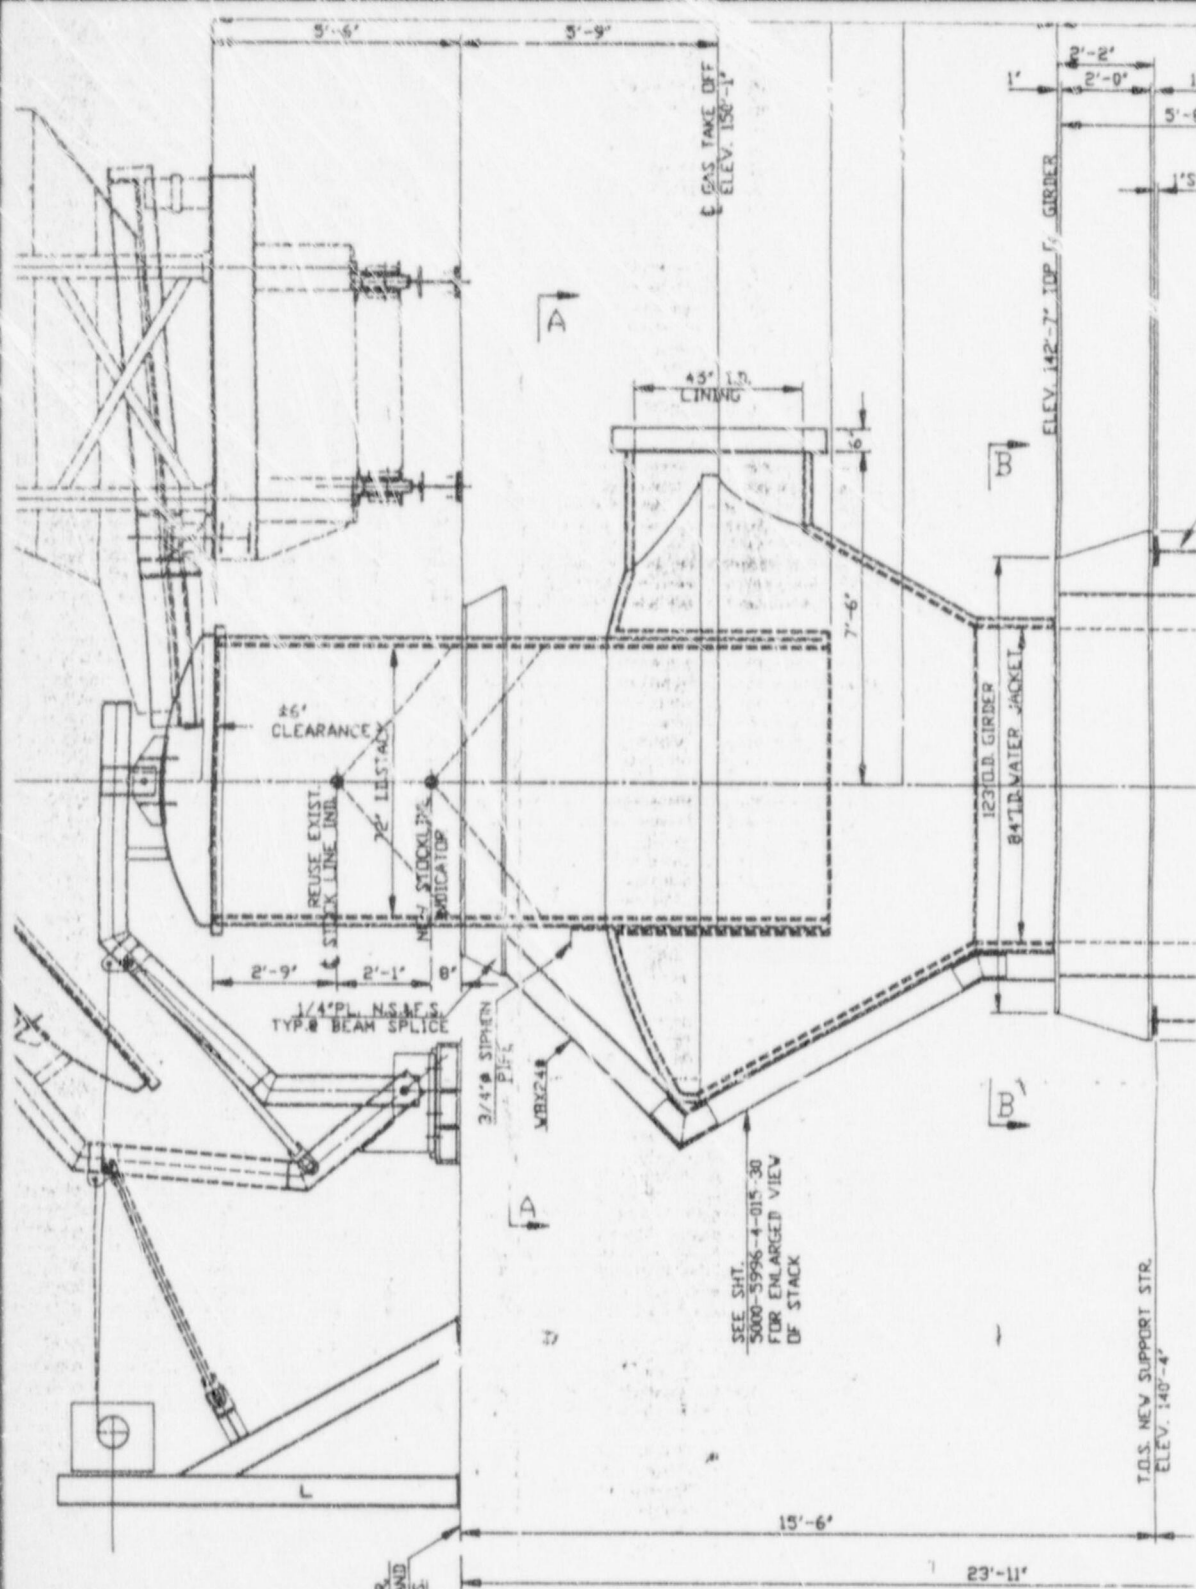 5'-6"
5'-9"
2'-2"
1"
2'-0"
℄ GAS TAKE OFF
ELEV. 150'-1"
GIRDER
ELEV. 142'-7" TOP
A
45" I.D.
LINING
6"
B
7'-6"
±6"
CLEARANCE
72" I.D. STACK
REUSE EXIST.
℄ STOCK LINE IND.
NEW STOCKLINE
INDICATOR
123" O.D. GIRDER
84" I.D. WATER JACKET
2'-9"
2'-1"
8"
1/4" PL. N.S.&F.S.
TYP.@ BEAM SPLICE
3/4"ø SIPHON
PIPE
W8X24#
B
A
SEE SHT.
5000-5996-4-015-30
FOR ENLARGED VIEW
OF STACK
T.O.S. NEW SUPPORT STR.
ELEV. 140'-4"
L
15'-6"
23'-11"